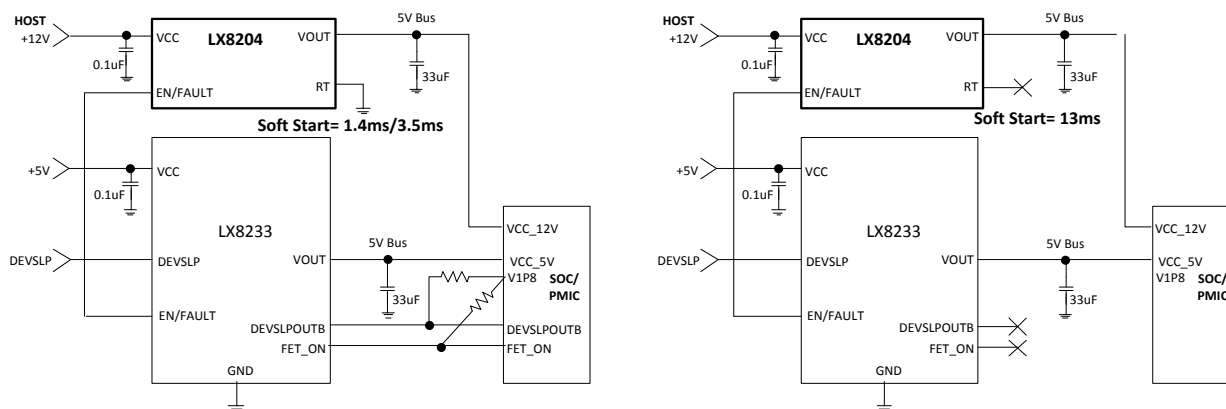 HOST
+12V
0.1uF
VCC
LX8204
VOUT
5V Bus
33uF
RT
EN/FAULT
Soft Start= 1.4ms/3.5ms
+5V
0.1uF
VCC
LX8233
DEVSLP
DEVSLP
VOUT
5V Bus
33uF
EN/FAULT
DEVSLPOUTB
FET_ON
GND
VCC_12V
VCC_5V
V1P8
SOC/
PMIC
DEVSLPOUTB
FET_ON
HOST
+12V
0.1uF
VCC
LX8204
VOUT
5V Bus
33uF
RT
EN/FAULT
Soft Start= 13ms
+5V
0.1uF
VCC
LX8233
DEVSLP
DEVSLP
VOUT
5V Bus
33uF
EN/FAULT
DEVSLPOUTB
FET_ON
GND
VCC_12V
VCC_5V
V1P8
SOC/
PMIC